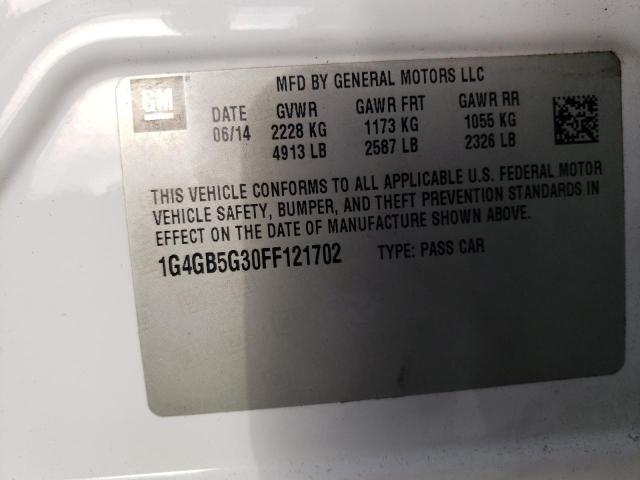 GM
MFD BY GENERAL MOTORS LLC
DATE GVWR GAWR FRT GAWR RR
06/14 2228 KG 1173 KG 1055 KG
4913 LB 2587 LB 2326 LB
THIS VEHICLE CONFORMS TO ALL APPLICABLE U.S. FEDERAL MOTOR
VEHICLE SAFETY, BUMPER, AND THEFT PREVENTION STANDARDS IN
EFFECT ON THE DATE OF MANUFACTURE SHOWN ABOVE.
1G4GB5G30FF121702 TYPE: PASS CAR